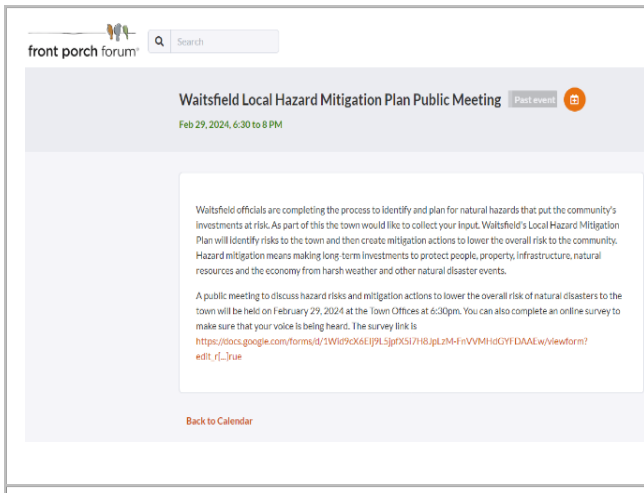 front porch forum
Search
Waitsfield Local Hazard Mitigation Plan Public Meeting Past event
Feb 29, 2024, 6:30 to 8 PM
Waitsfield officials are completing the process to identify and plan for natural hazards that put the community's
investments at risk. As part of this the town would like to collect your input. Waitsfield's Local Hazard Mitigation
Plan will identify risks to the town and then create mitigation actions to lower the overall risk to the community.
Hazard mitigation means making long-term investments to protect people, property, infrastructure, natural
resources and the economy from harsh weather and other natural disaster events.
A public meeting to discuss hazard risks and mitigation actions to lower the overall risk of natural disasters to the
town will be held on February 29, 2024 at the Town Offices at 6:30pm. You can also complete an online survey to
make sure that your voice is being heard. The survey link is
https://docs.google.com/forms/d/1Wid9cX6EIj9L5jpfX5I7H8JpLzM-FnVVMHdGYFDAAEw/viewform?
edit_r[...]rue
Back to Calendar